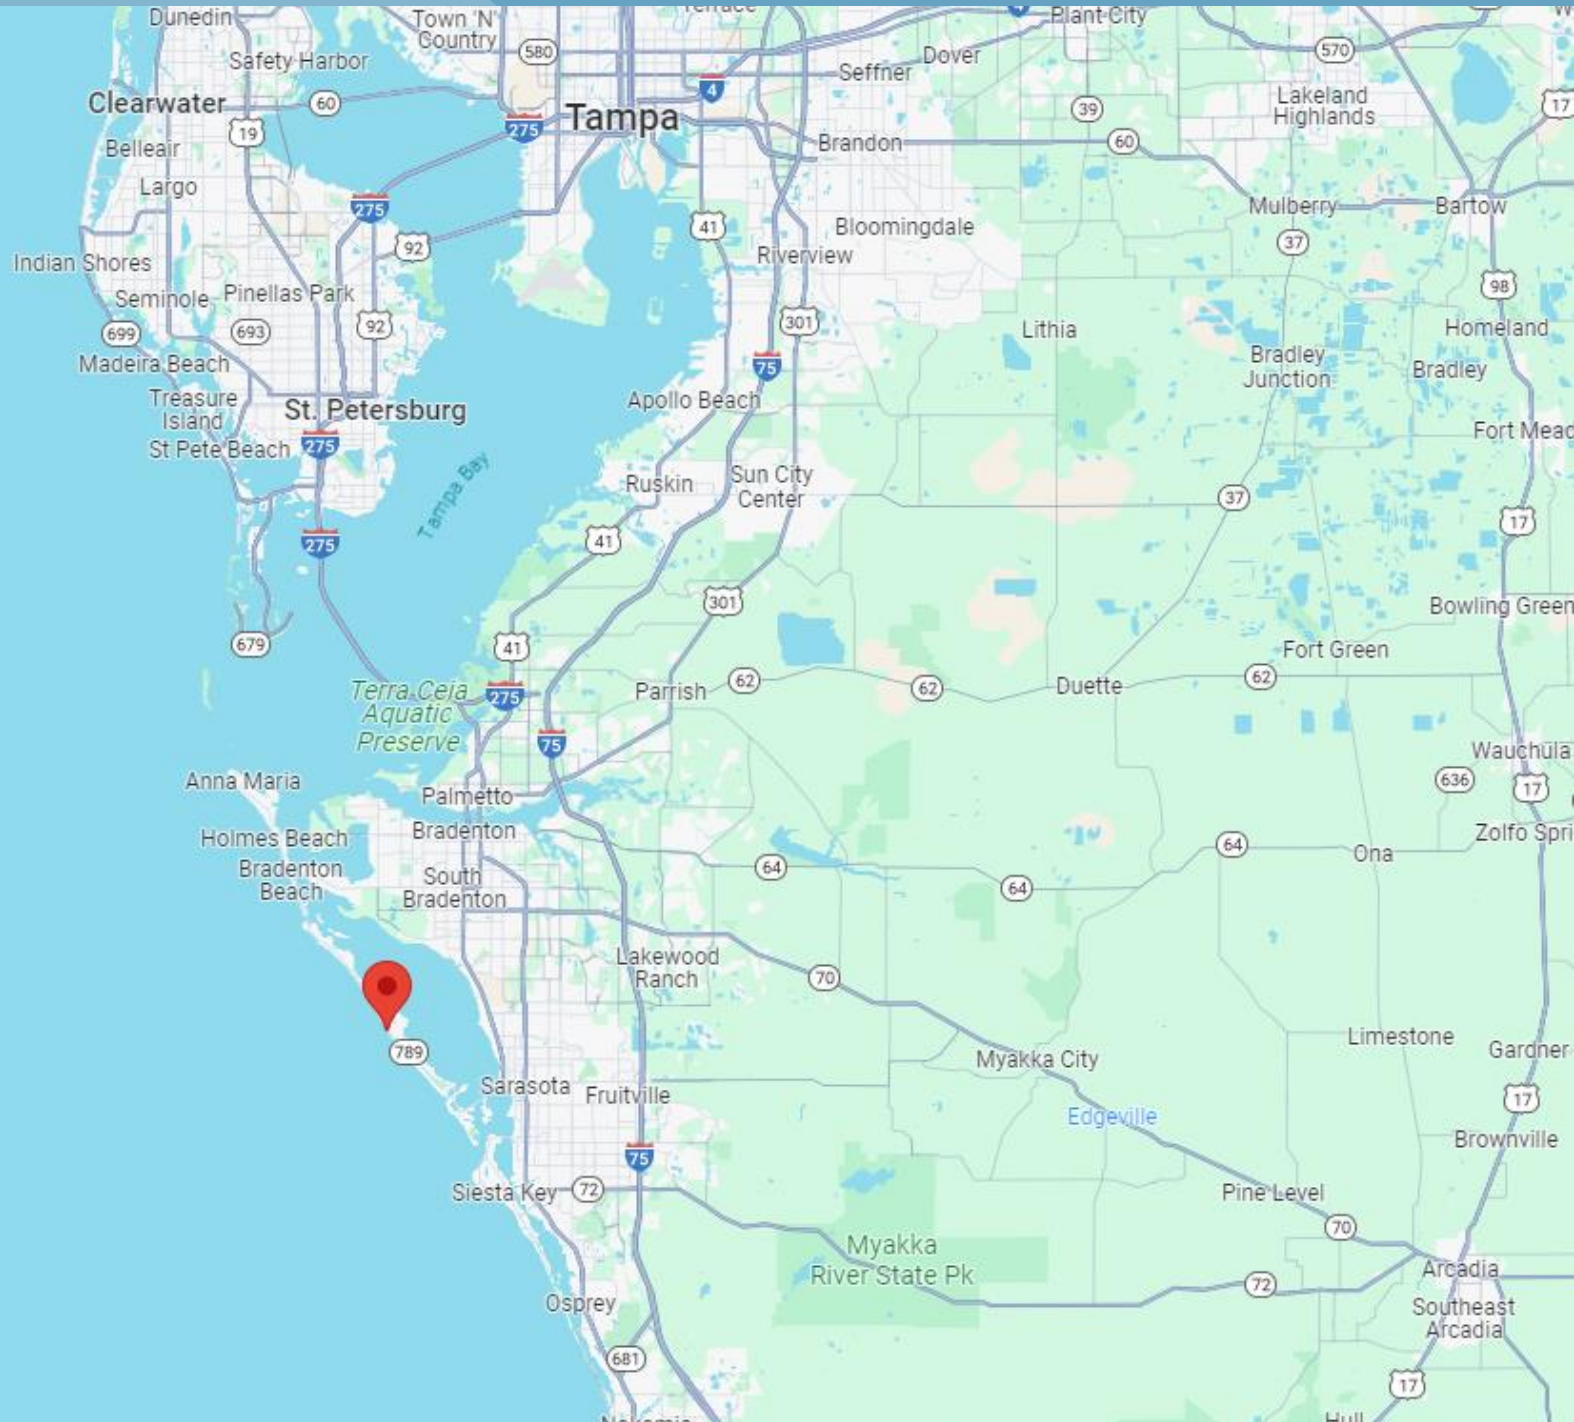 Dunedin
Town 'N'
Country
Plant City
Safety Harbor
580
Dover
570
Seffner
4
Clearwater
60
Tampa
39
Lakeland
Highlands
17
19
275
Belleair
Brandon
60
Largo
275
Mulberry
Bartow
41
Bloomingdale
92
37
Indian Shores
Riverview
Seminole
Pinellas Park
98
699
693
92
301
Lithia
Homeland
Madeira Beach
75
Bradley
Junction
Bradley
Treasure
Island
St. Petersburg
Apollo Beach
275
St Pete Beach
Fort Mead
Tampa Bay
Ruskin
Sun City
Center
37
275
41
17
301
Bowling Green
679
41
Fort Green
Terra Ceia
Aquatic
Preserve
275
Parrish
62
62
Duette
62
75
Wauchula
Anna Maria
Palmetto
636
17
Holmes Beach
Bradenton
Zolfo Spri
Bradenton
Beach
South
Bradenton
64
64
64
Ona
Lakewood
Ranch
70
789
Myakka City
Limestone
Gardner
Sarasota
Fruitville
Edgeville
17
75
Brownville
Siesta Key
72
Pine Level
70
Myakka
River State Pk
Arcadia
72
Osprey
Southeast
Arcadia
681
17